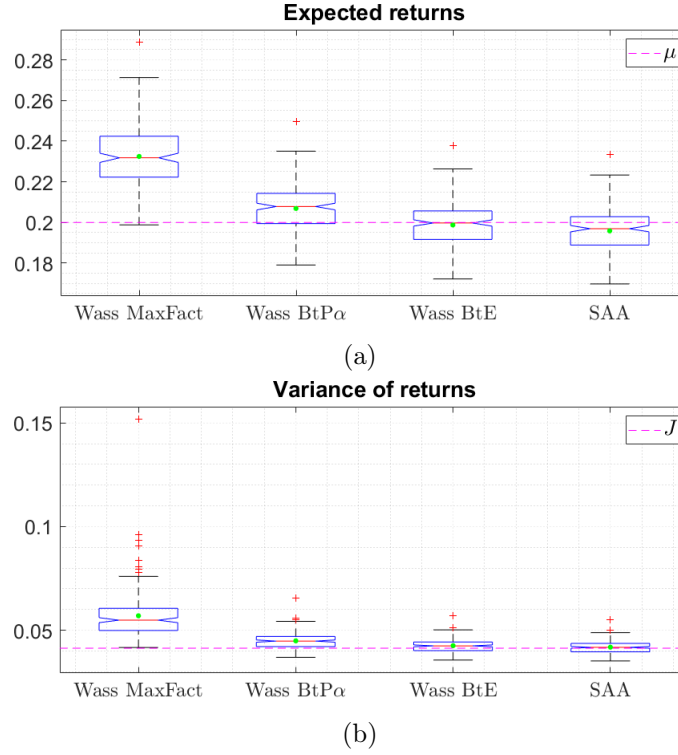 Expected returns
μ
0.28
0.26
0.24
0.22
0.2
0.18
Wass MaxFact Wass BtPα Wass BtE SAA
(a)
Variance of returns
J
0.15
0.1
0.05
Wass MaxFact Wass BtPα Wass BtE SAA
(b)